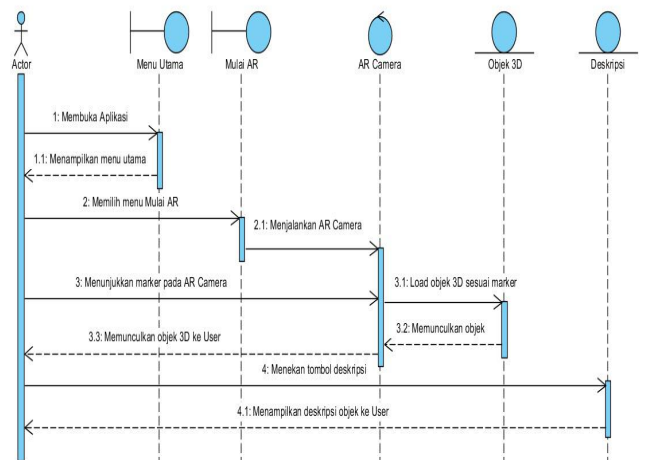 Actor
Menu Utama
Mulai AR
AR Camera
Objek 3D
Deskripsi
1: Membuka Aplikasi
1.1: Menampilkan menu utama
2: Memilih menu Mulai AR
2.1: Menjalankan AR Camera
3: Menunjukkan marker pada AR Camera
3.1: Load objek 3D sesuai marker
3.2: Memunculkan objek
3.3: Memunculkan objek 3D ke User
4: Menekan tombol deskripsi
4.1: Menampilkan deskripsi objek ke User